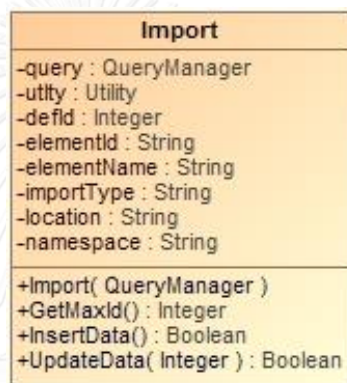 Import
-query : QueryManager
-utlty : Utility
-defId : Integer
-elementId : String
-elementName : String
-importType : String
-location : String
-namespace : String
+Import( QueryManager )
+GetMaxId() : Integer
+InsertData() : Boolean
+UpdateData( Integer ) : Boolean